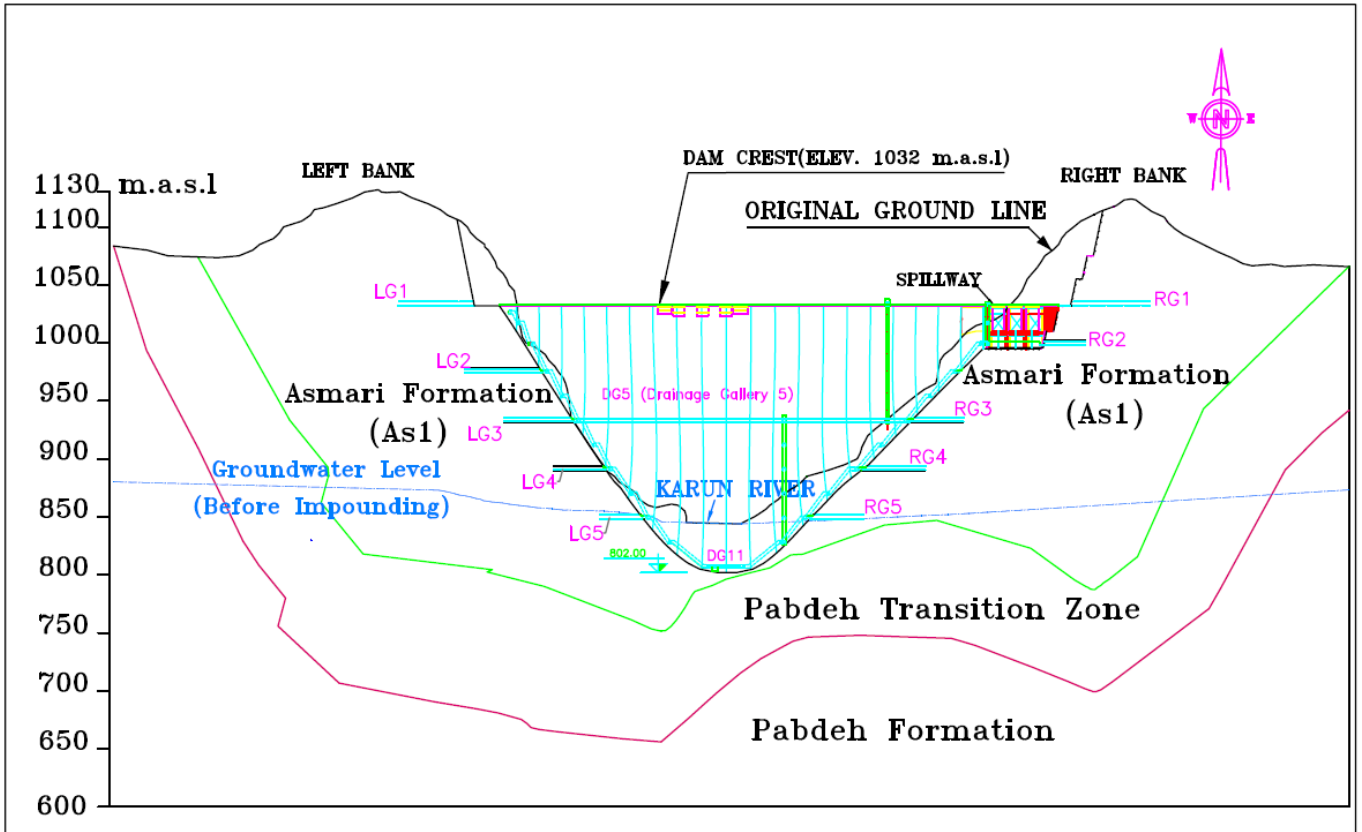 W N E
DAM CREST(ELEV. 1032 m.a.s.l)
LEFT BANK
RIGHT BANK
1130 m.a.s.l
ORIGINAL GROUND LINE
1100
SPILLWAY
1050
LG1
RG1
1000
RG2
LG2
Asmari Formation
(As1)
Asmari Formation
(As1)
950
DG5 (Drainage Gallery 5)
LG3
RG3
900
Groundwater Level
(Before Impounding)
LG4
RG4
KARUN RIVER
850
LG5
RG5
802.00
DG11
800
Pabdeh Transition Zone
750
700
Pabdeh Formation
650
600